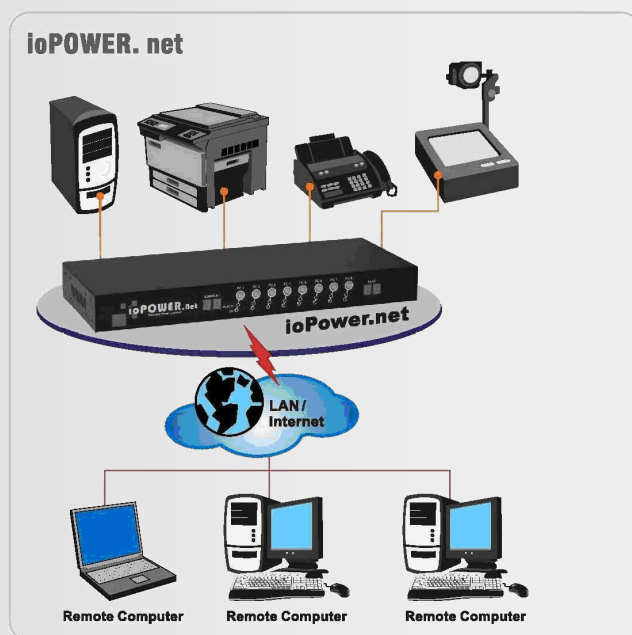 ioPOWER. net
ioPOWER.net
ioPower.net
LAN /
Internet
Remote Computer
Remote Computer
Remote Computer